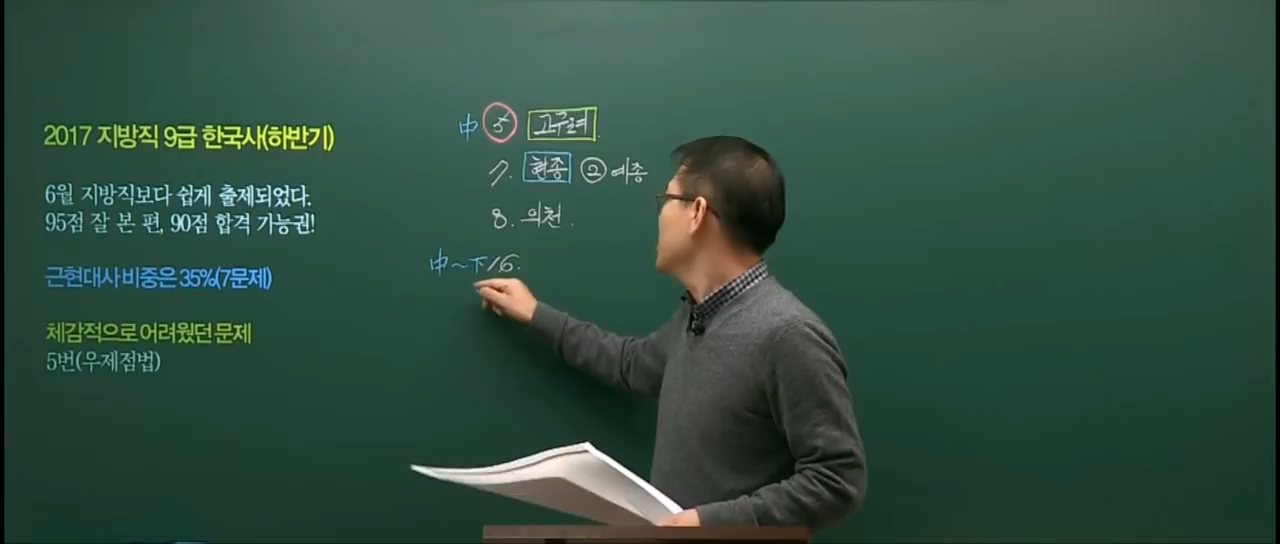 2017 지방직 9급 한국사(하반기)
6월 지방직보다 쉽게 출제되었다.
95점 잘 본 편, 90점 합격 가능권!
근현대사 비중은 35%(7문제)
체감적으로 어려웠던 문제
5번(우제점법)
中 5 고구려.
7. 현종 ② 예종
8. 의천.
中~下 16.